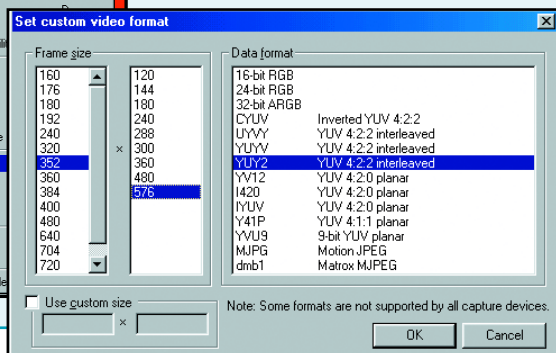 Set custom video format
Frame size
160
176
180
192
240
320
352
360
384
400
480
640
704
720
×
120
144
180
240
288
300
360
480
576
Data format
16-bit RGB
24-bit RGB
32-bit ARGB
CYUV Inverted YUV 4:2:2
UYVY YUV 4:2:2 interleaved
YUYV YUV 4:2:2 interleaved
YUY2 YUV 4:2:2 interleaved
YV12 YUV 4:2:0 planar
I420 YUV 4:2:0 planar
IYUV YUV 4:2:0 planar
Y41P YUV 4:1:1 planar
YVU9 9-bit YUV planar
MJPG Motion JPEG
dmb1 Matrox MJPEG
Use custom size
×
Note: Some formats are not supported by all capture devices.
OK
Cancel